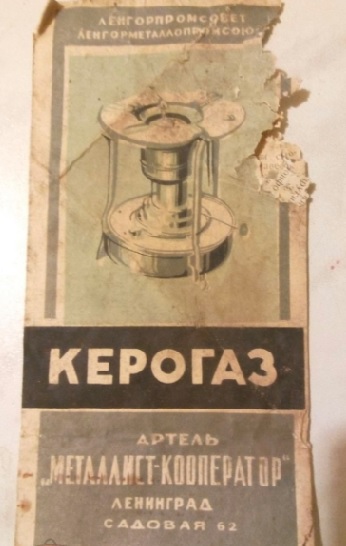 ЛЕНГОРПРОМСОВЕТ
ЛЕНГОРМЕТАЛЛОПРОМСОЮЗ
КЕРОГАЗ
АРТЕЛЬ
„МЕТАЛЛИСТ-КООПЕРАТОР"
ЛЕНИНГРАД
САДОВАЯ 62